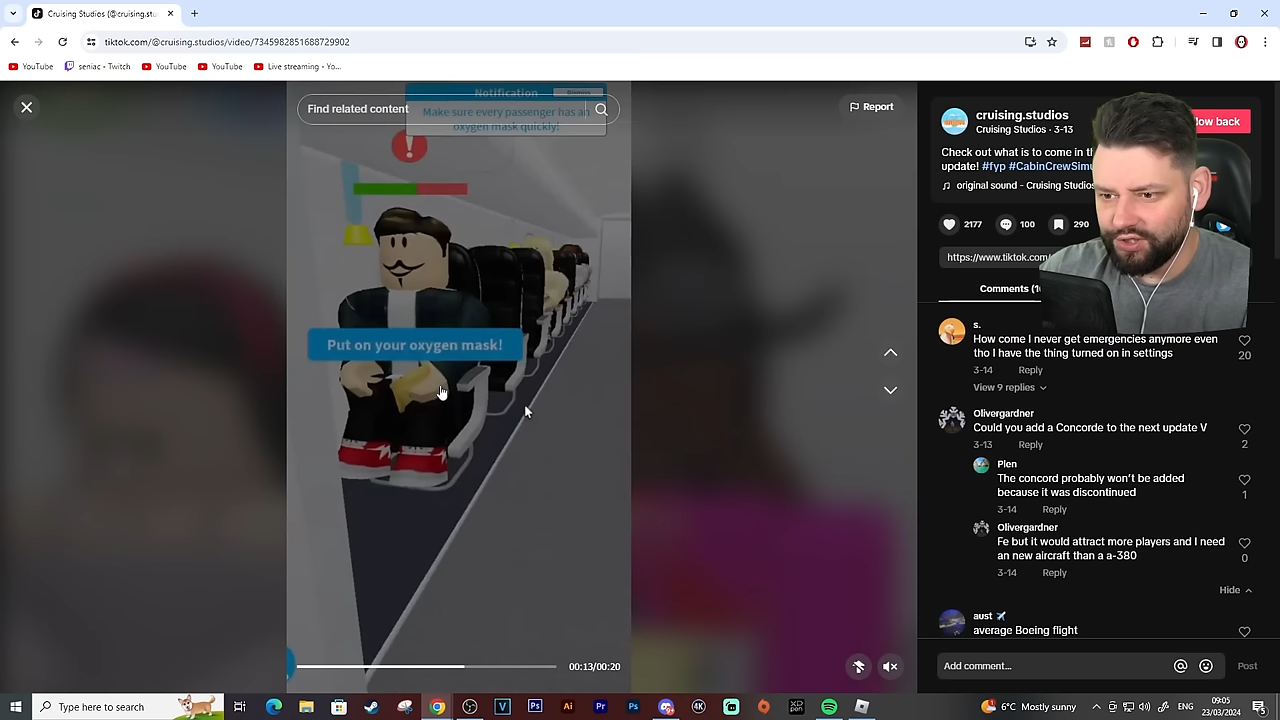 Cruising Studios (@cruising.stu
tiktok.com/@cruising.studios/video/7345982851688729902
YouTube
seniac - Twitch
YouTube
YouTube
Live streaming - Yo...
Notification
Dismiss
Find related content
Make sure every passenger has an
oxygen mask quickly!
Put on your oxygen mask!
00:13/00:20
Report
cruising.studios
Cruising Studios · 3-13
low back
Check out what is to come in th
update! #fyp #CabinCrewSimu
original sound - Cruising Studios
2177
100
290
https://www.tiktok.com/
Comments (1
s.
How come I never get emergencies anymore even
tho I have the thing turned on in settings
20
3-14 Reply
View 9 replies
Olivergardner
Could you add a Concorde to the next update V
2
3-13 Reply
Plen
The concord probably won't be added
because it was discontinued
1
3-14 Reply
Olivergardner
Fe but it would attract more players and I need
an new aircraft than a a-380
0
3-14 Reply
Hide
aust ✈️
average Boeing flight
Add comment...
Post
Type here to search
6°C Mostly sunny
ENG
09:05
23/03/2024